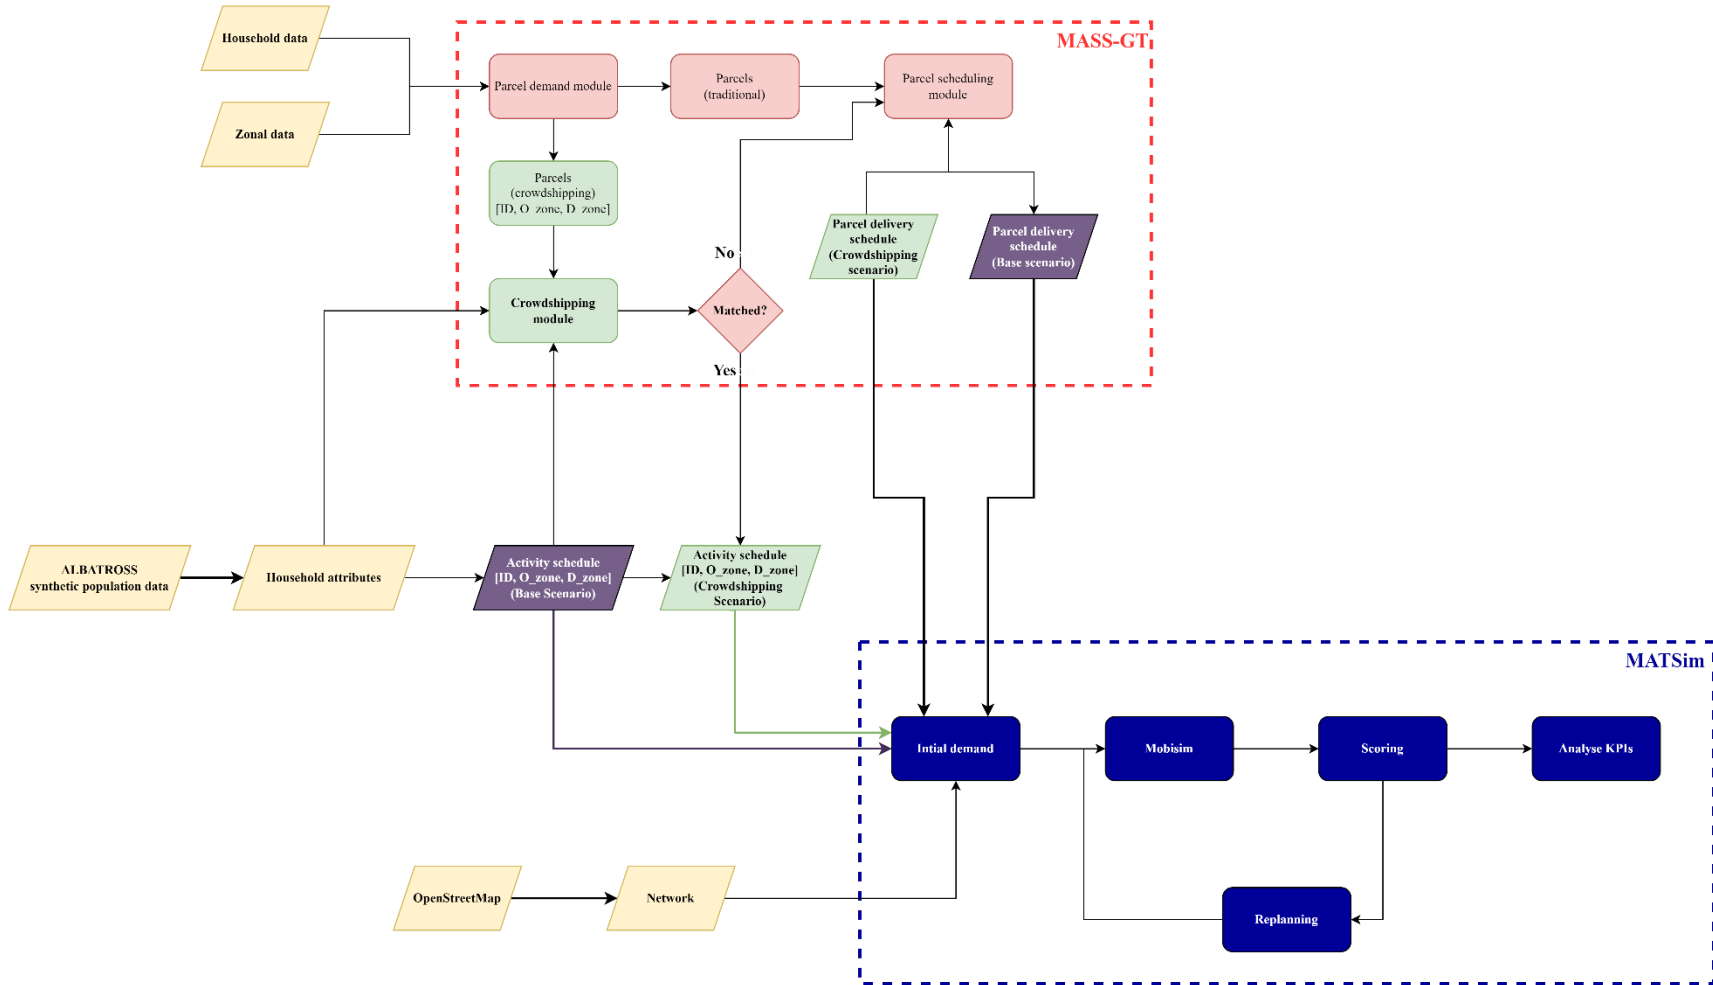 Household data
MASS-GT
Parcel demand module
Parcels
(traditional)
Parcel scheduling
module
Zonal data
Parcels
(crowdshipping)
[ID, O_zone, D_zone]
Parcel delivery
schedule
(Crowdshipping
scenario)
Parcel delivery
schedule
(Base scenario)
No
Crowdshipping
module
Matched?
Yes
ALBATROSS
synthetic population data
Household attributes
Activity schedule
[ID, O_zone, D_zone]
(Base Scenario)
Activity schedule
[ID, O_zone, D_zone]
(Crowdshipping
Scenario)
MATSim
Intial demand
Mobisim
Scoring
Analyse KPIs
OpenStreetMap
Network
Replanning